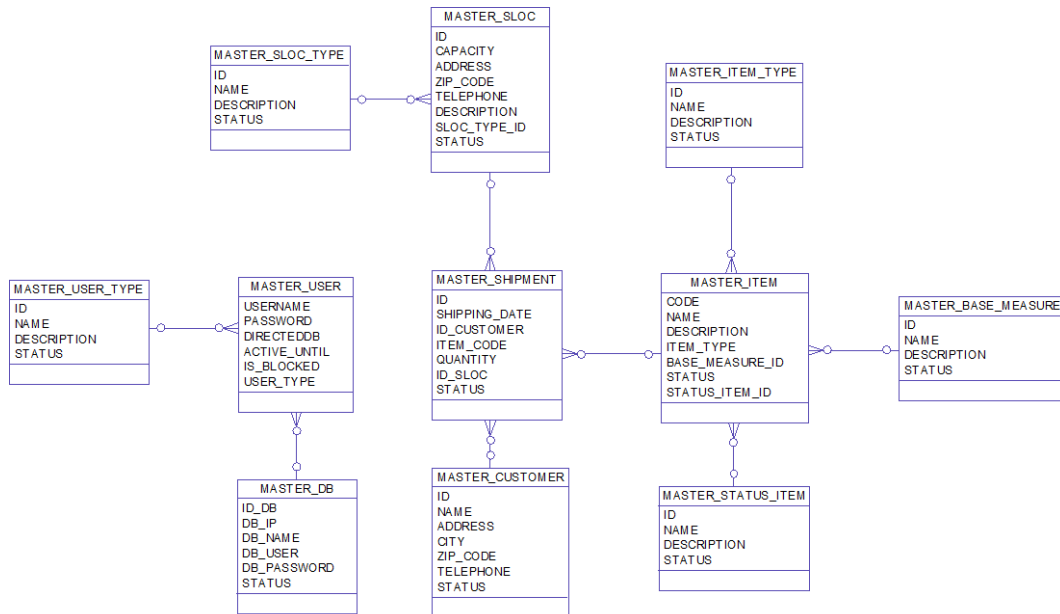 MASTER_SLOC
ID
CAPACITY
ADDRESS
ZIP_CODE
TELEPHONE
DESCRIPTION
SLOC_TYPE_ID
STATUS
MASTER_SLOC_TYPE
ID
NAME
DESCRIPTION
STATUS
MASTER_ITEM_TYPE
ID
NAME
DESCRIPTION
STATUS
MASTER_USER_TYPE
ID
NAME
DESCRIPTION
STATUS
MASTER_USER
USERNAME
PASSWORD
DIRECTEDDB
ACTIVE_UNTIL
IS_BLOCKED
USER_TYPE
MASTER_SHIPMENT
ID
SHIPPING_DATE
ID_CUSTOMER
ITEM_CODE
QUANTITY
ID_SLOC
STATUS
MASTER_ITEM
CODE
NAME
DESCRIPTION
ITEM_TYPE
BASE_MEASURE_ID
STATUS
STATUS_ITEM_ID
MASTER_BASE_MEASURE
ID
NAME
DESCRIPTION
STATUS
MASTER_DB
ID_DB
DB_IP
DB_NAME
DB_USER
DB_PASSWORD
STATUS
MASTER_CUSTOMER
ID
NAME
ADDRESS
CITY
ZIP_CODE
TELEPHONE
STATUS
MASTER_STATUS_ITEM
ID
NAME
DESCRIPTION
STATUS